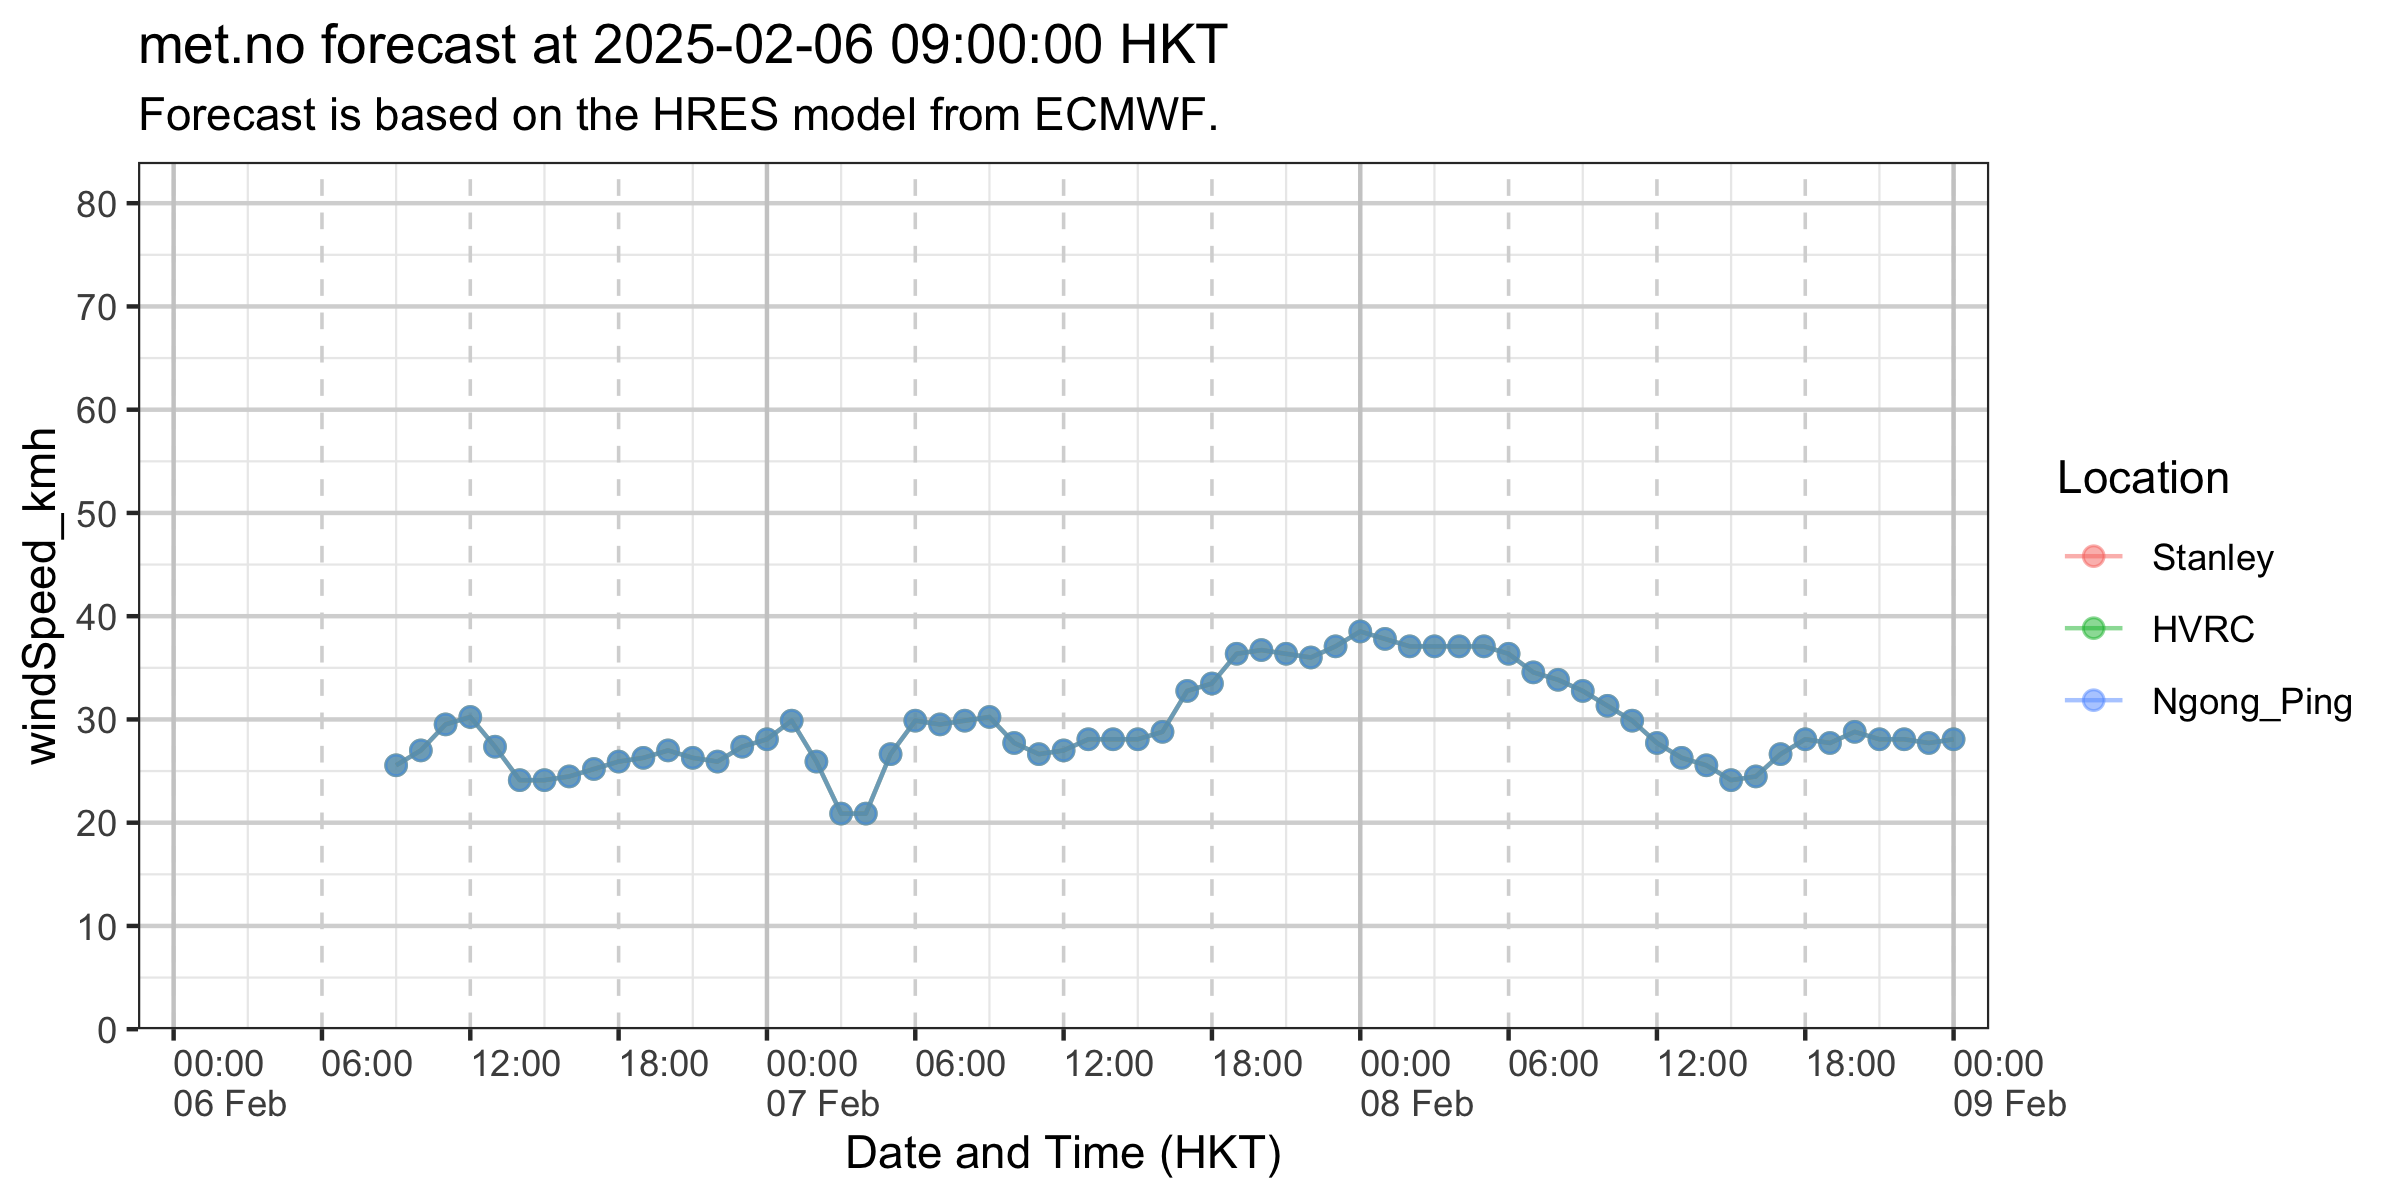 met.no forecast at 2025-02-06 09:00:00 HKT
Forecast is based on the HRES model from ECMWF.
windSpeed_kmh
80
70
60
50
40
30
20
10
0
00:00 06:00 12:00 18:00 00:00 06:00 12:00 18:00 00:00 06:00 12:00 18:00 00:00
06 Feb 07 Feb 08 Feb 09 Feb
Date and Time (HKT)
Location
Stanley
HVRC
Ngong_Ping